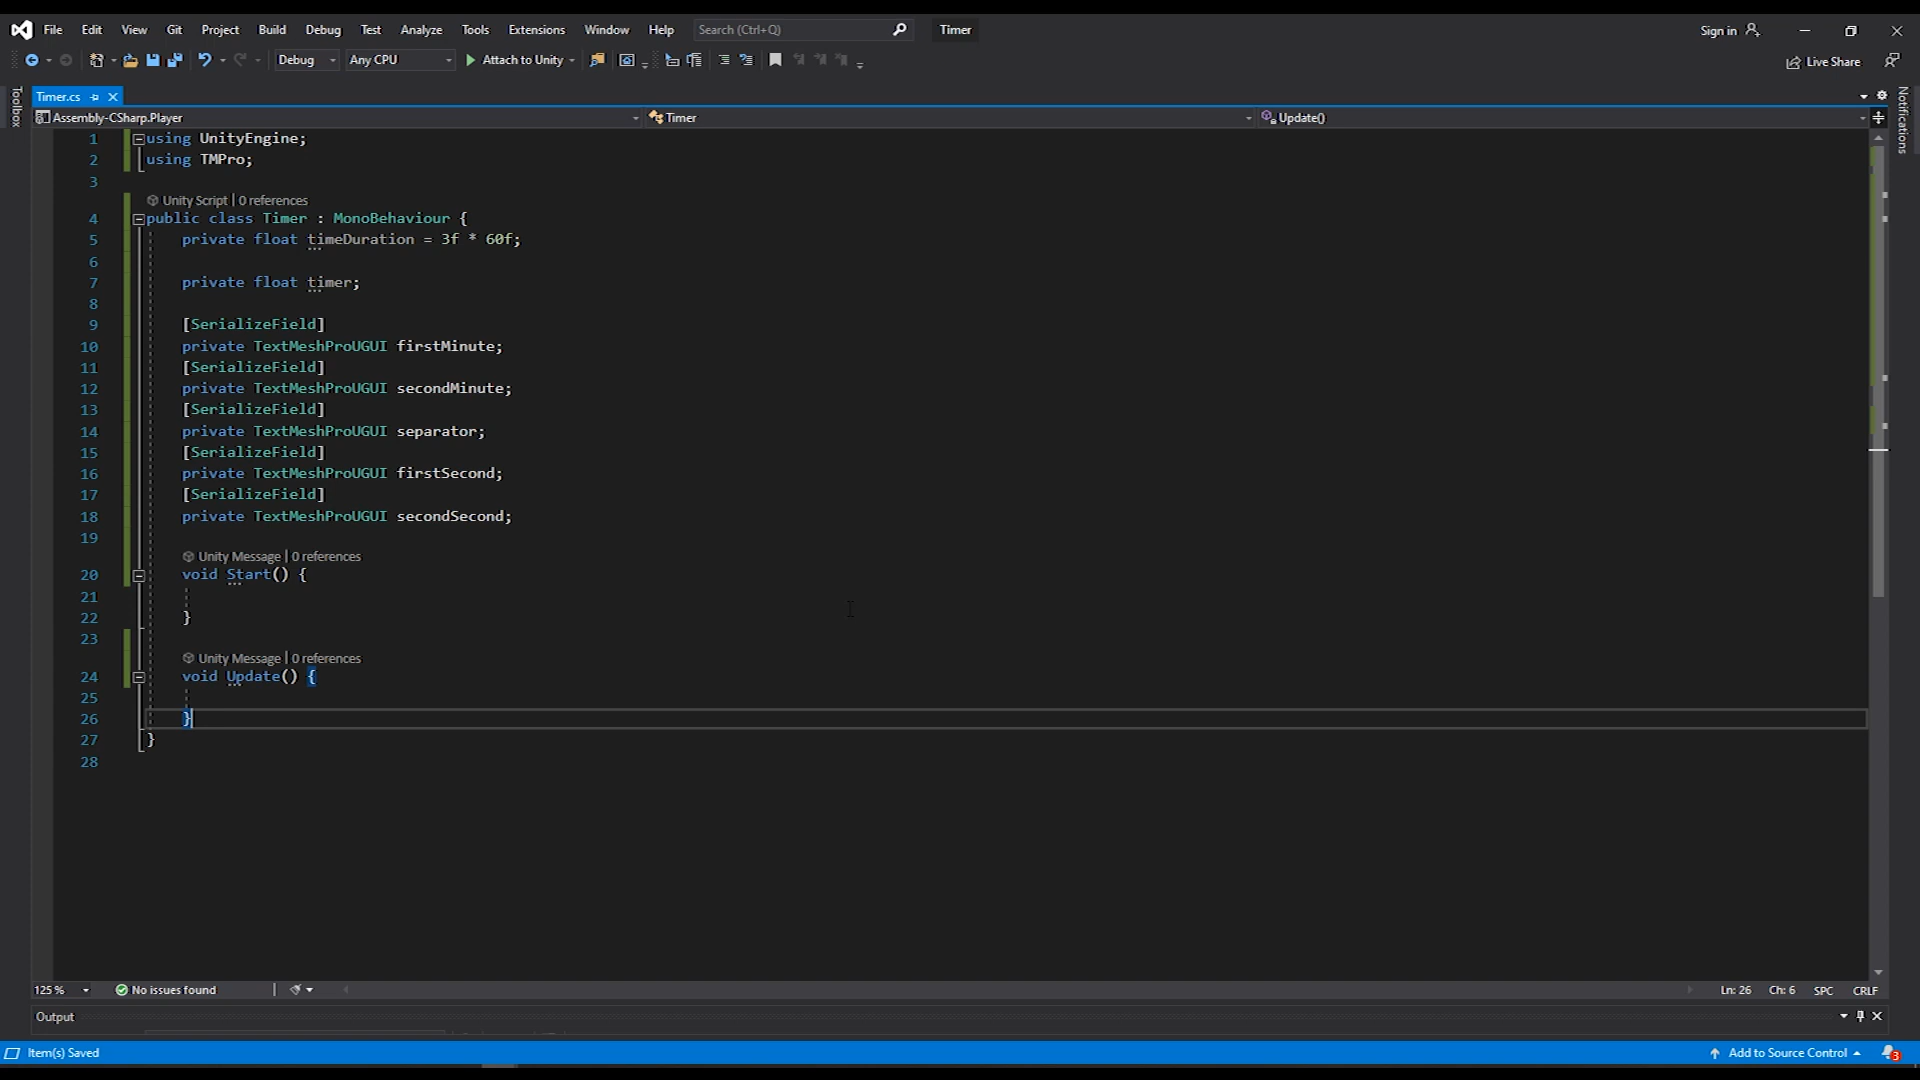 File Edit View Git Project Build Debug Test Analyze Tools Extensions Window Help Search (Ctrl+Q) Timer Sign in
Debug Any CPU Attach to Unity Live Share
Toolbox
Timer.cs
Notifications
Assembly-CSharp.Player Timer Update()
1 using UnityEngine;
2 using TMPro;
3
Unity Script | 0 references
4 public class Timer : MonoBehaviour {
5 private float timeDuration = 3f * 60f;
6
7 private float timer;
8
9 [SerializeField]
10 private TextMeshProUGUI firstMinute;
11 [SerializeField]
12 private TextMeshProUGUI secondMinute;
13 [SerializeField]
14 private TextMeshProUGUI separator;
15 [SerializeField]
16 private TextMeshProUGUI firstSecond;
17 [SerializeField]
18 private TextMeshProUGUI secondSecond;
19
Unity Message | 0 references
20 void Start() {
21
22 }
23
Unity Message | 0 references
24 void Update() {
25
26 }
27 }
28
125 % No issues found Ln: 26 Ch: 6 SPC CRLF
Output
Item(s) Saved Add to Source Control 3